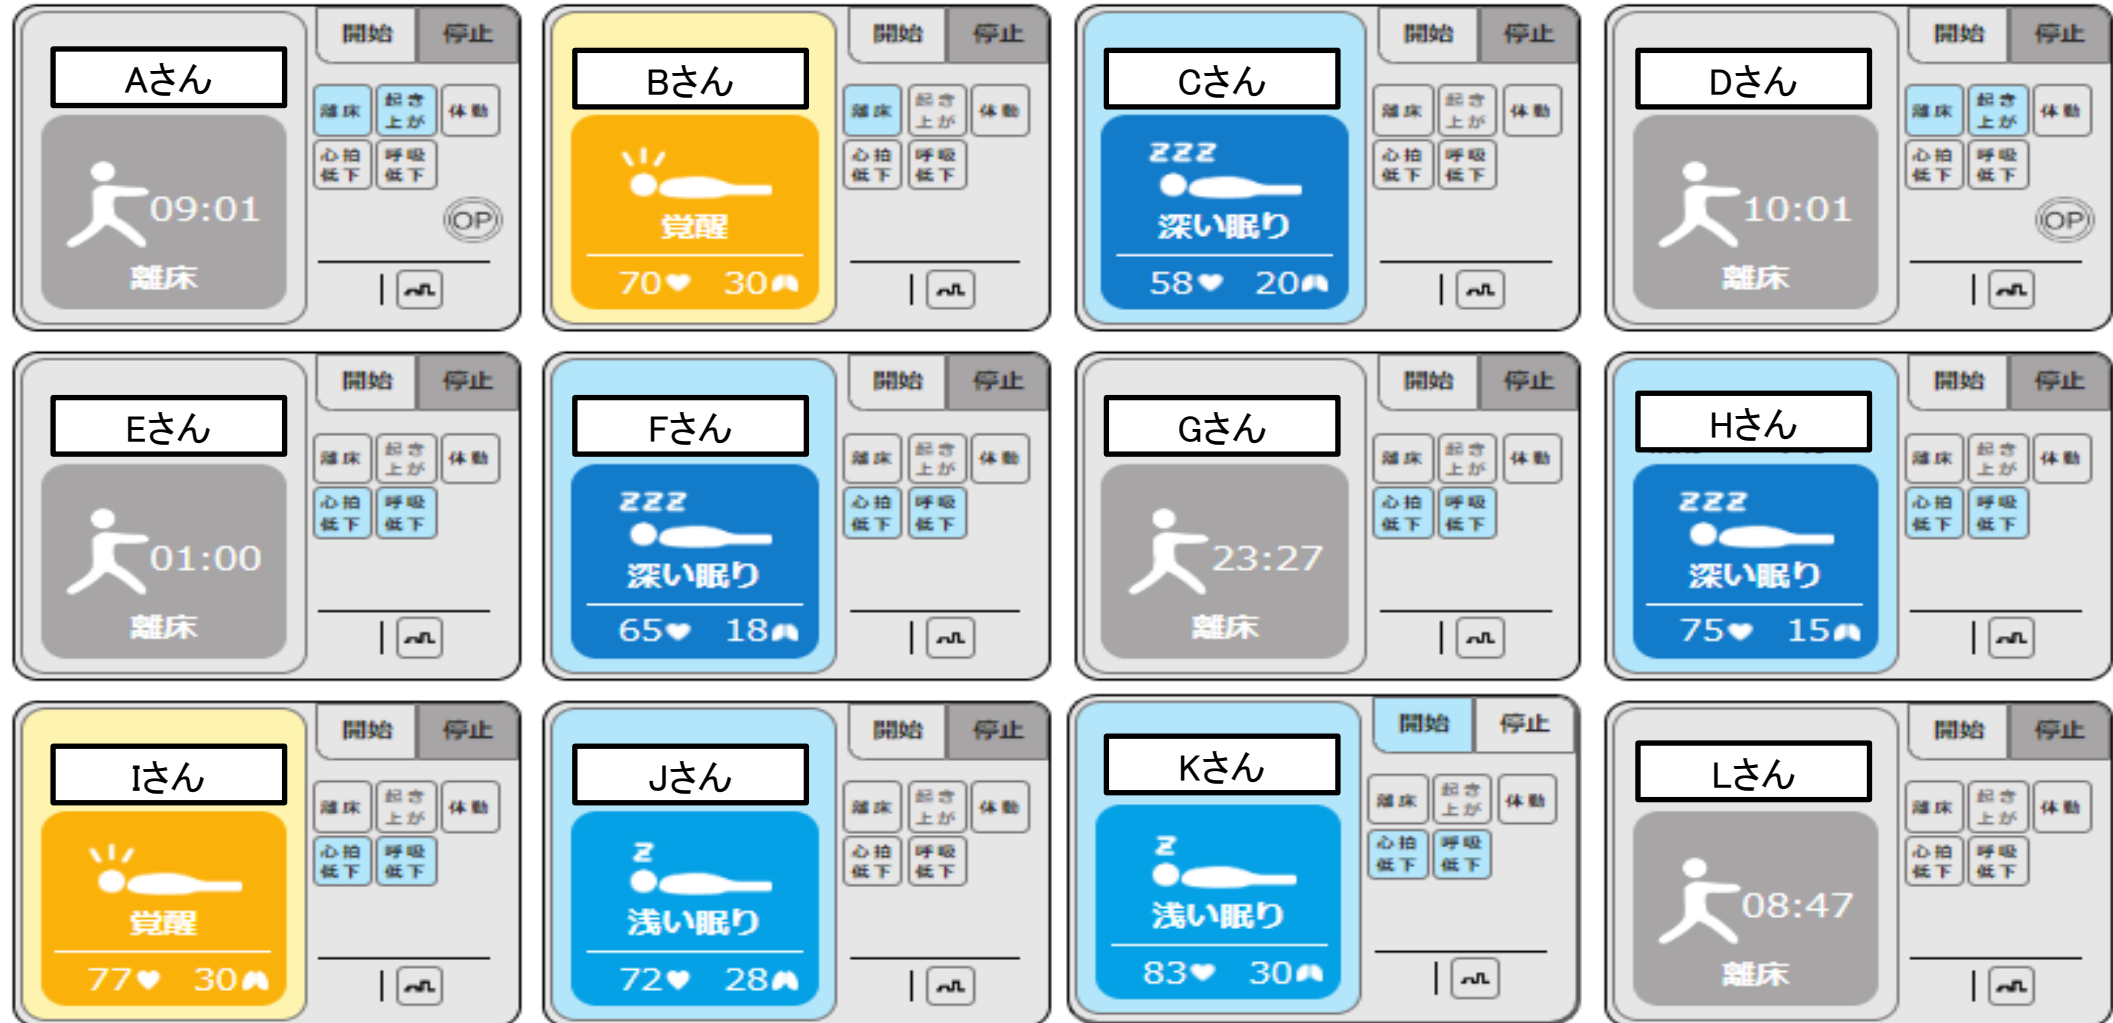 Aさん
開始 停止
離床 起き上が 体動
心拍低下 呼吸低下
09:01
OP
離床
Bさん
開始 停止
離床 起き上が 体動
心拍低下 呼吸低下
覚醒
70 30
Cさん
開始 停止
離床 起き上が 体動
心拍低下 呼吸低下
zzz
深い眠り
58 20
Dさん
開始 停止
離床 起き上が 体動
心拍低下 呼吸低下
10:01
OP
離床
Eさん
開始 停止
離床 起き上が 体動
心拍低下 呼吸低下
01:00
離床
Fさん
開始 停止
離床 起き上が 体動
心拍低下 呼吸低下
zzz
深い眠り
65 18
Gさん
開始 停止
離床 起き上が 体動
心拍低下 呼吸低下
23:27
離床
Hさん
開始 停止
離床 起き上が 体動
心拍低下 呼吸低下
zzz
深い眠り
75 15
Iさん
開始 停止
離床 起き上が 体動
心拍低下 呼吸低下
覚醒
77 30
Jさん
開始 停止
離床 起き上が 体動
心拍低下 呼吸低下
z
浅い眠り
72 28
Kさん
開始 停止
離床 起き上が 体動
心拍低下 呼吸低下
z
浅い眠り
83 30
Lさん
開始 停止
離床 起き上が 体動
心拍低下 呼吸低下
08:47
離床